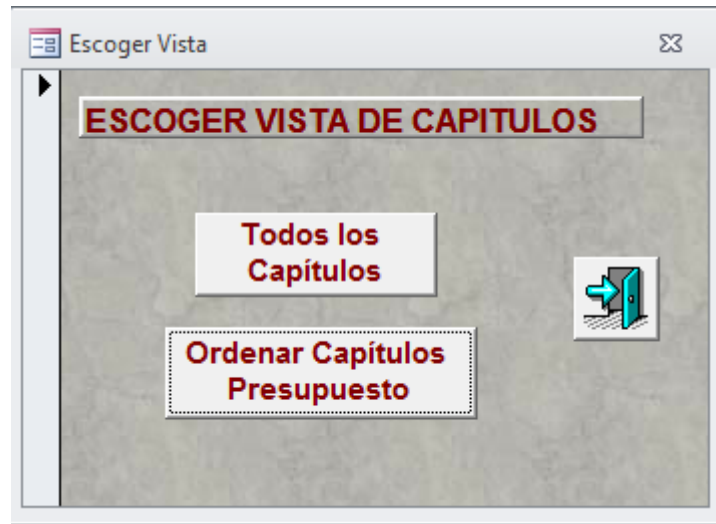 Escoger Vista
ESCOGER VISTA DE CAPITULOS
Todos los
Capítulos
Ordenar Capítulos
Presupuesto